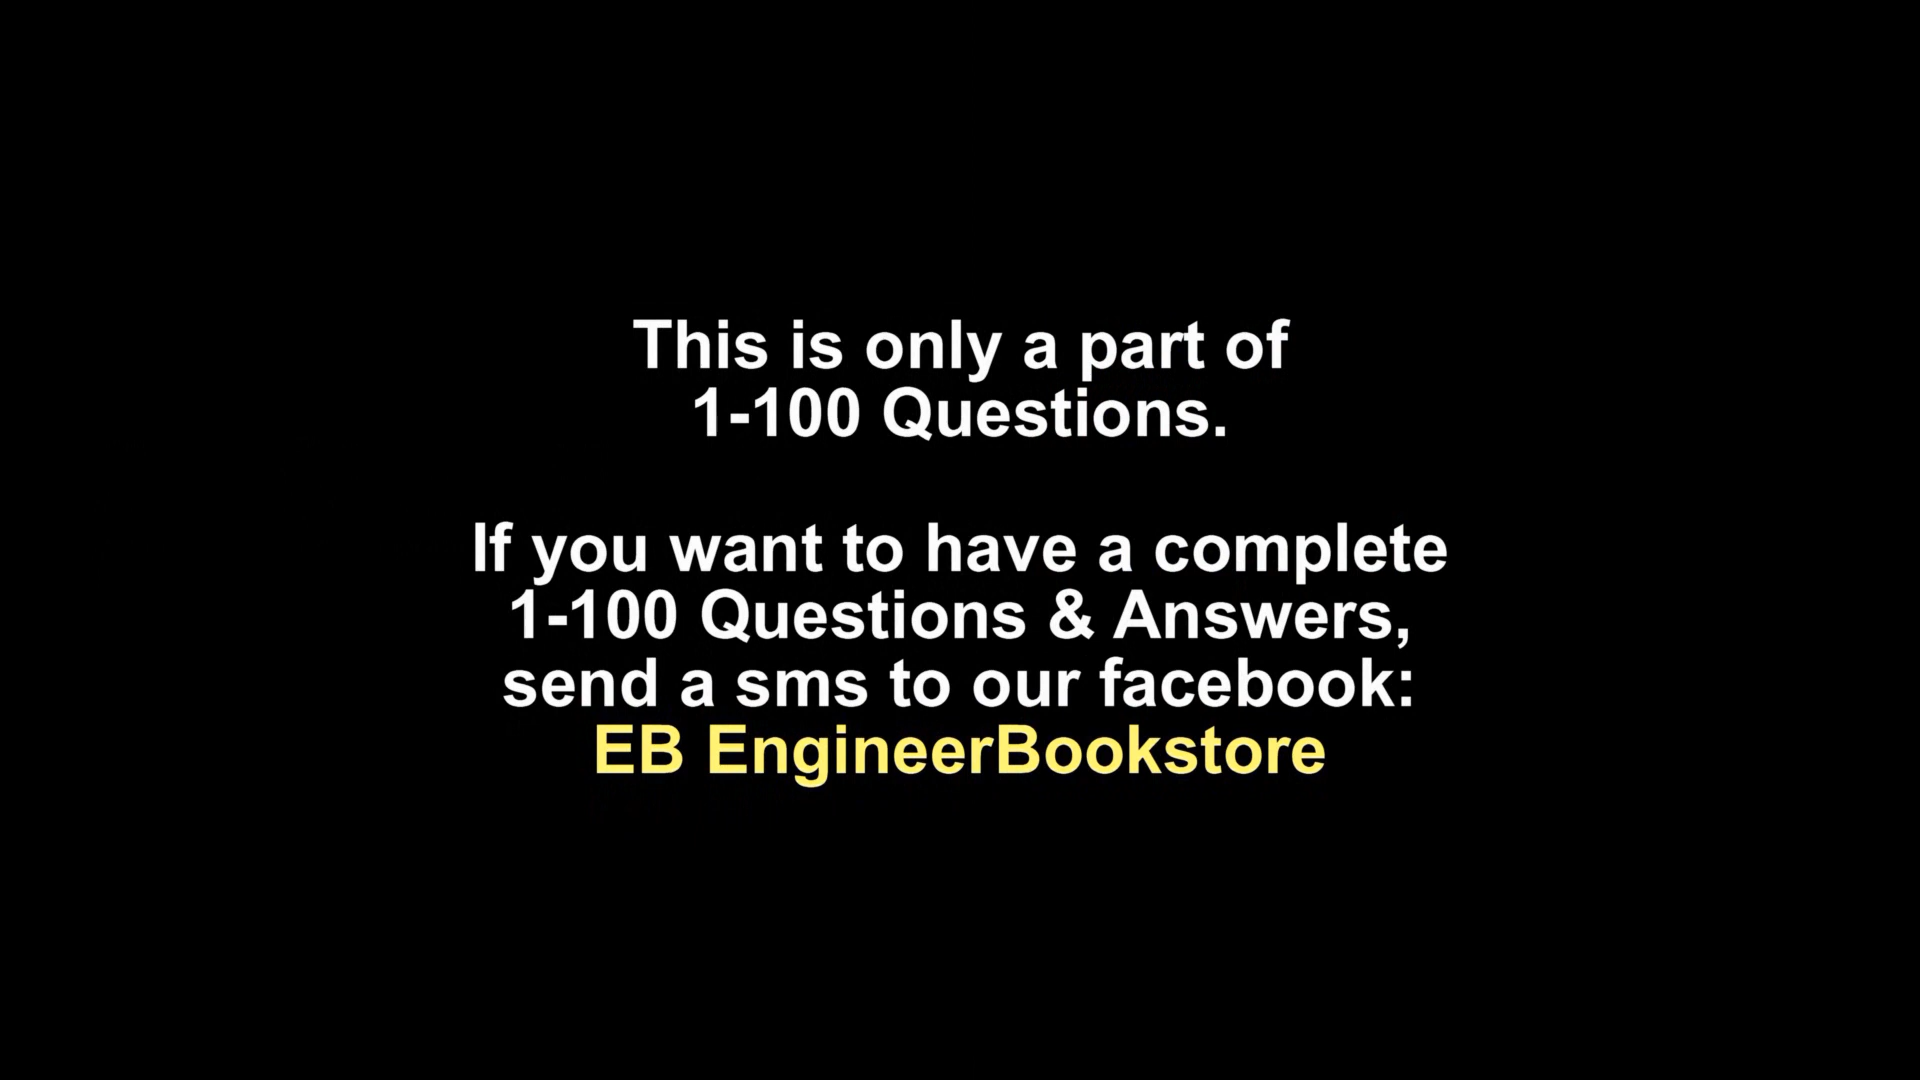 This is only a part of
1-100 Questions.
If you want to have a complete
1-100 Questions & Answers,
send a sms to our facebook:
EB EngineerBookstore